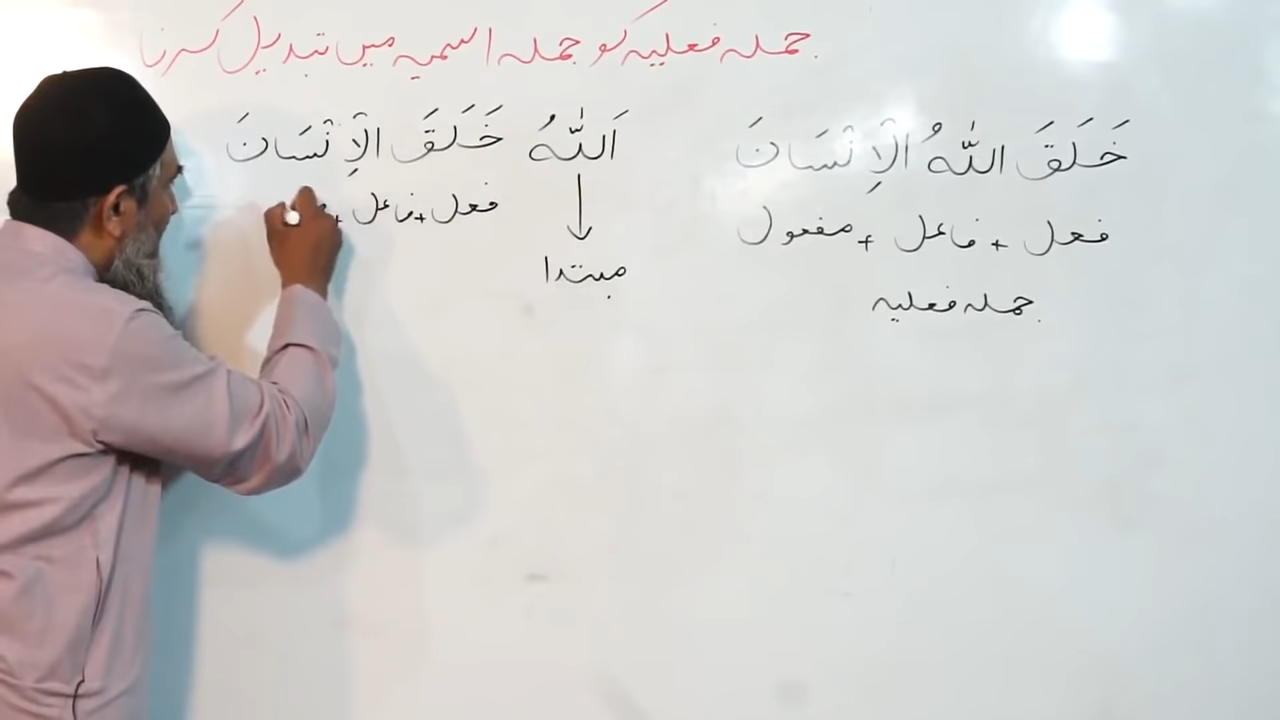 جملہ فعلیہ کو جملہ اسمیہ میں تبدیل کرنا
خَلَقَ اللّٰهُ الْاِنْسَانَ
فعل + فاعل + مفعول
جملہ فعلیہ
اَللّٰهُ خَلَقَ الْاِنْسَانَ
فعل + فاعل +
مبتدا